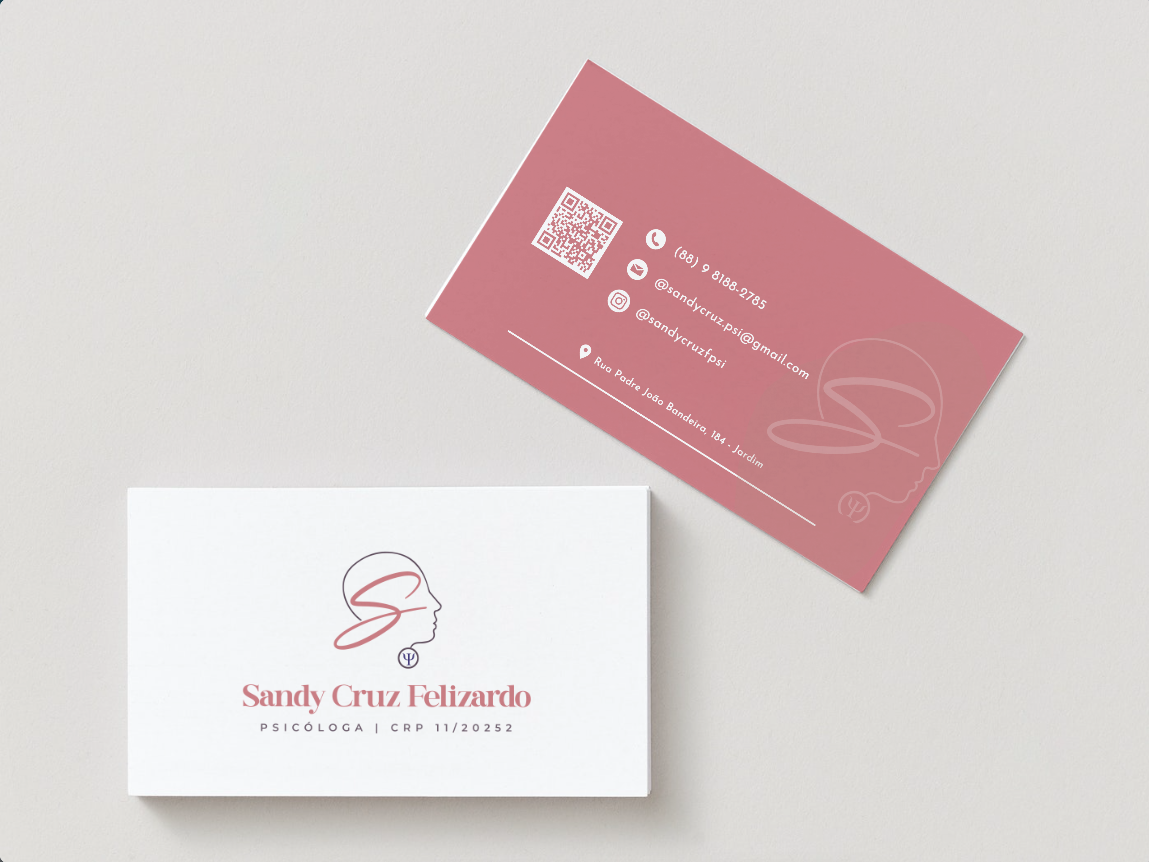 (88) 9 8188-2785
@sandycruz.psi@gmail.com
@sandycruzfpsi
Rua Padre João Bandeira, 184 - Jardim
Ψ
Ψ
Sandy Cruz Felizardo
PSICÓLOGA | CRP 11/20252